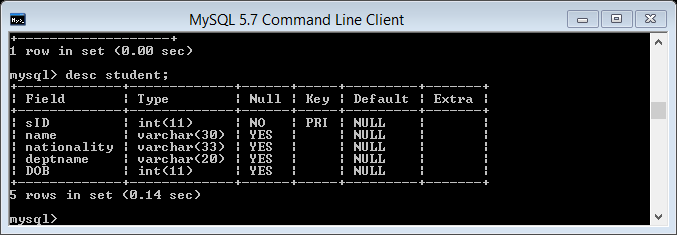 MySQL 5.7 Command Line Client
+--------------------+
1 row in set (0.00 sec)
mysql> desc student;
+-------------+-------------+------+-----+---------+-------+
| Field       | Type        | Null | Key | Default | Extra |
+-------------+-------------+------+-----+---------+-------+
| sID         | int(11)     | NO   | PRI | NULL    |       |
| name        | varchar(30) | YES  |     | NULL    |       |
| nationality | varchar(33) | YES  |     | NULL    |       |
| deptname    | varchar(20) | YES  |     | NULL    |       |
| DOB         | int(11)     | YES  |     | NULL    |       |
+-------------+-------------+------+-----+---------+-------+
5 rows in set (0.14 sec)
mysql>